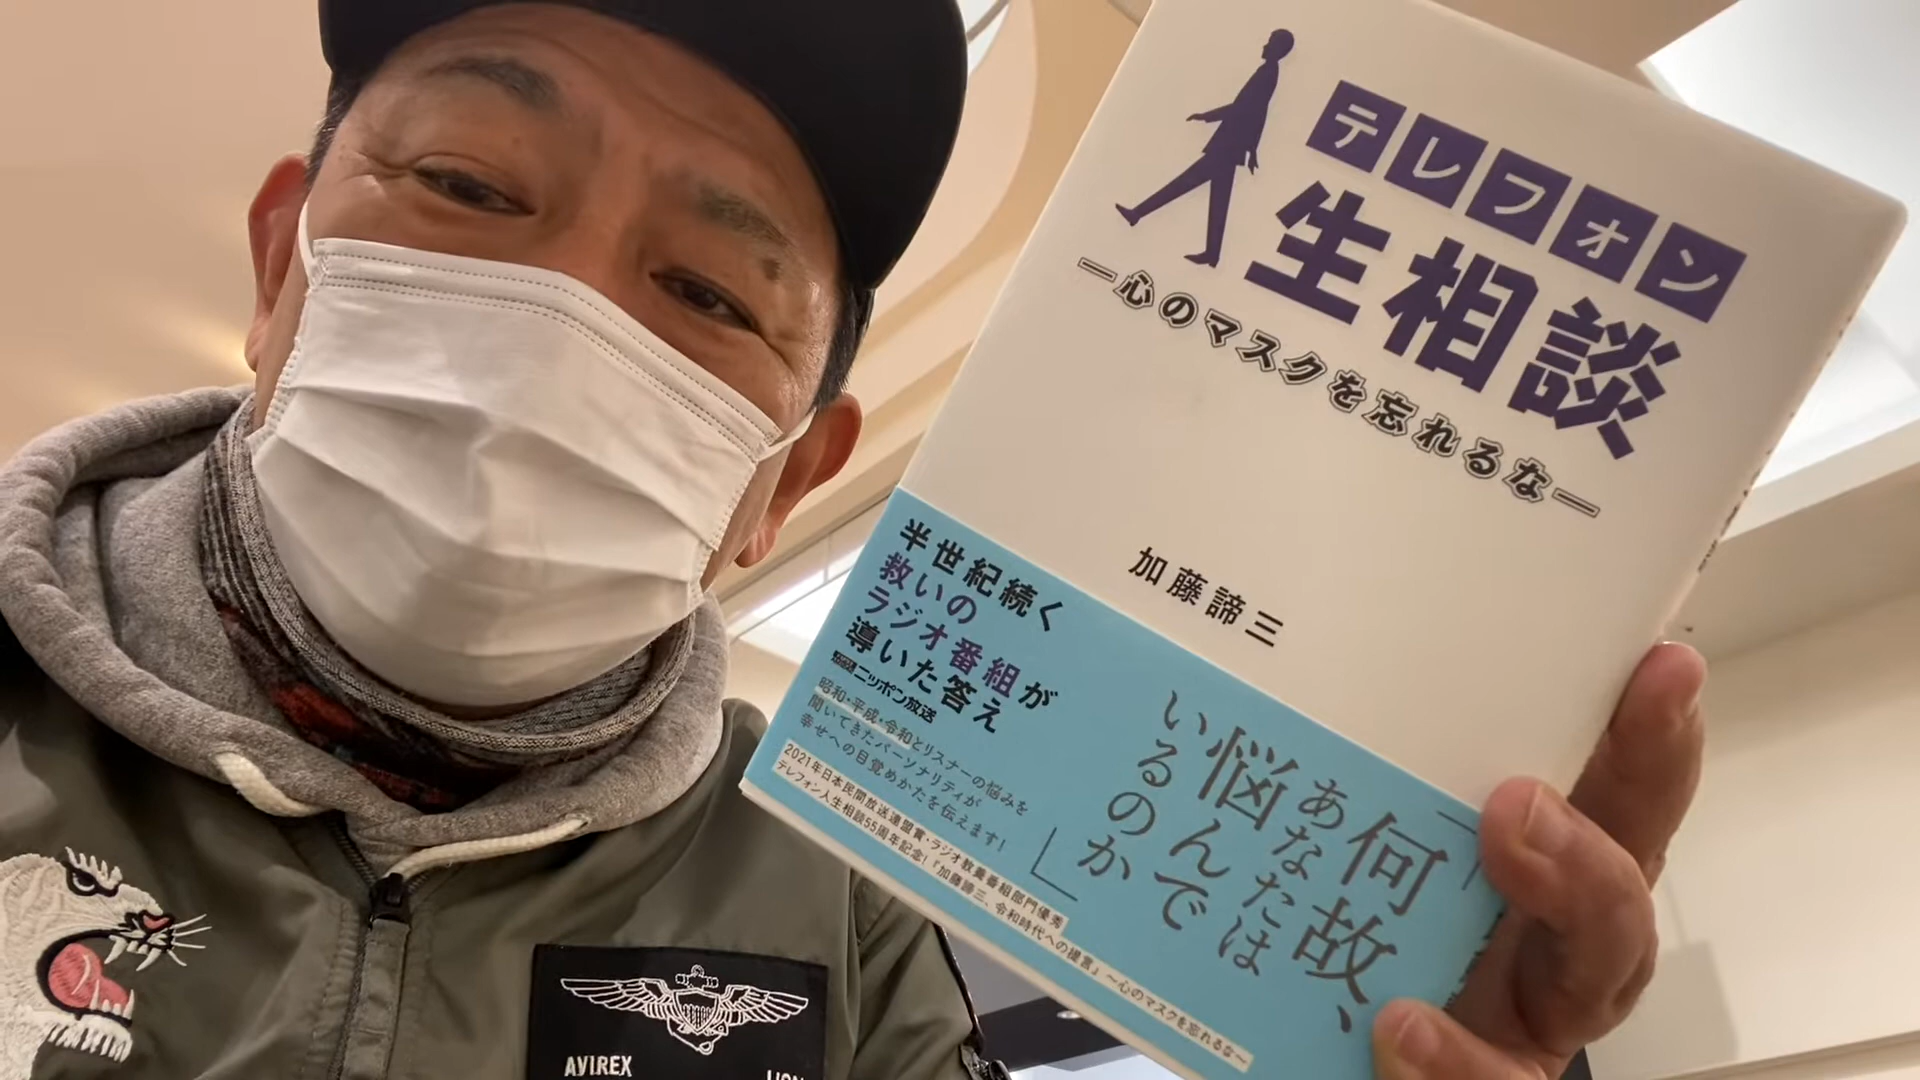 テレフォン
人生相談
―心のマスクを忘れるな―
加藤諦三
半世紀続く
救いの
ラジオ番組が
導いた答え
ニッポン放送
昭和・平成・令和とリスナーの悩みを
聞いてきたパーソナリティが
幸せへの目覚めかたを伝えます!
2021年日本民間放送連盟賞・ラジオ教養番組部門優秀
テレフォン人生相談55周年記念!『加藤諦三、令和時代への提言』~心のマスクを忘れるな~
「何故、
あなたは
悩んで
いるのか」
AVIREX